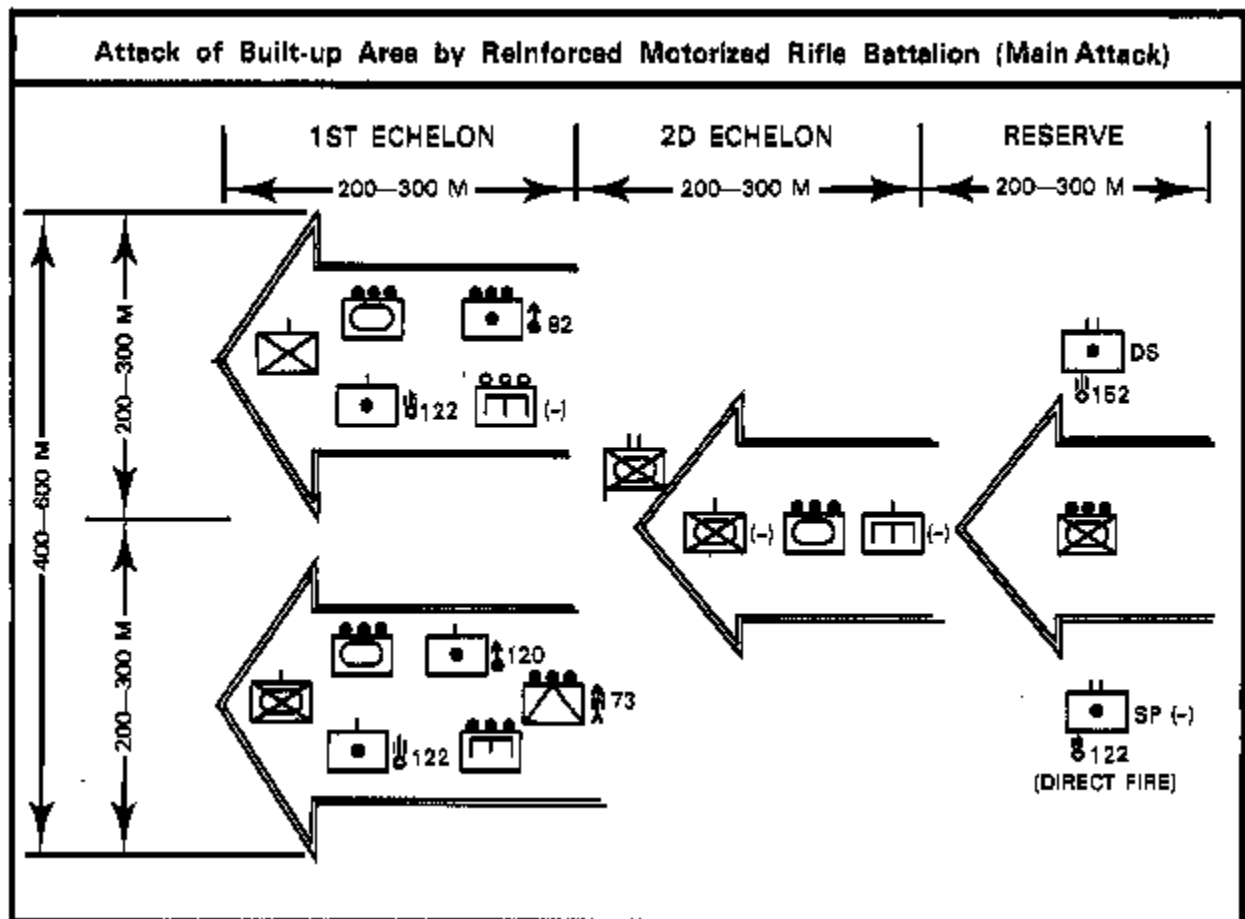 Attack of Built-up Area by Reinforced Motorized Rifle Battalion (Main Attack)
1ST ECHELON
2D ECHELON
RESERVE
200—300 M
200—300 M
200—300 M
400—600 M
200—300 M
200—300 M
82
122
(-)
(-)
(-)
DS
152
120
73
122
SP (-)
122
(DIRECT FIRE)